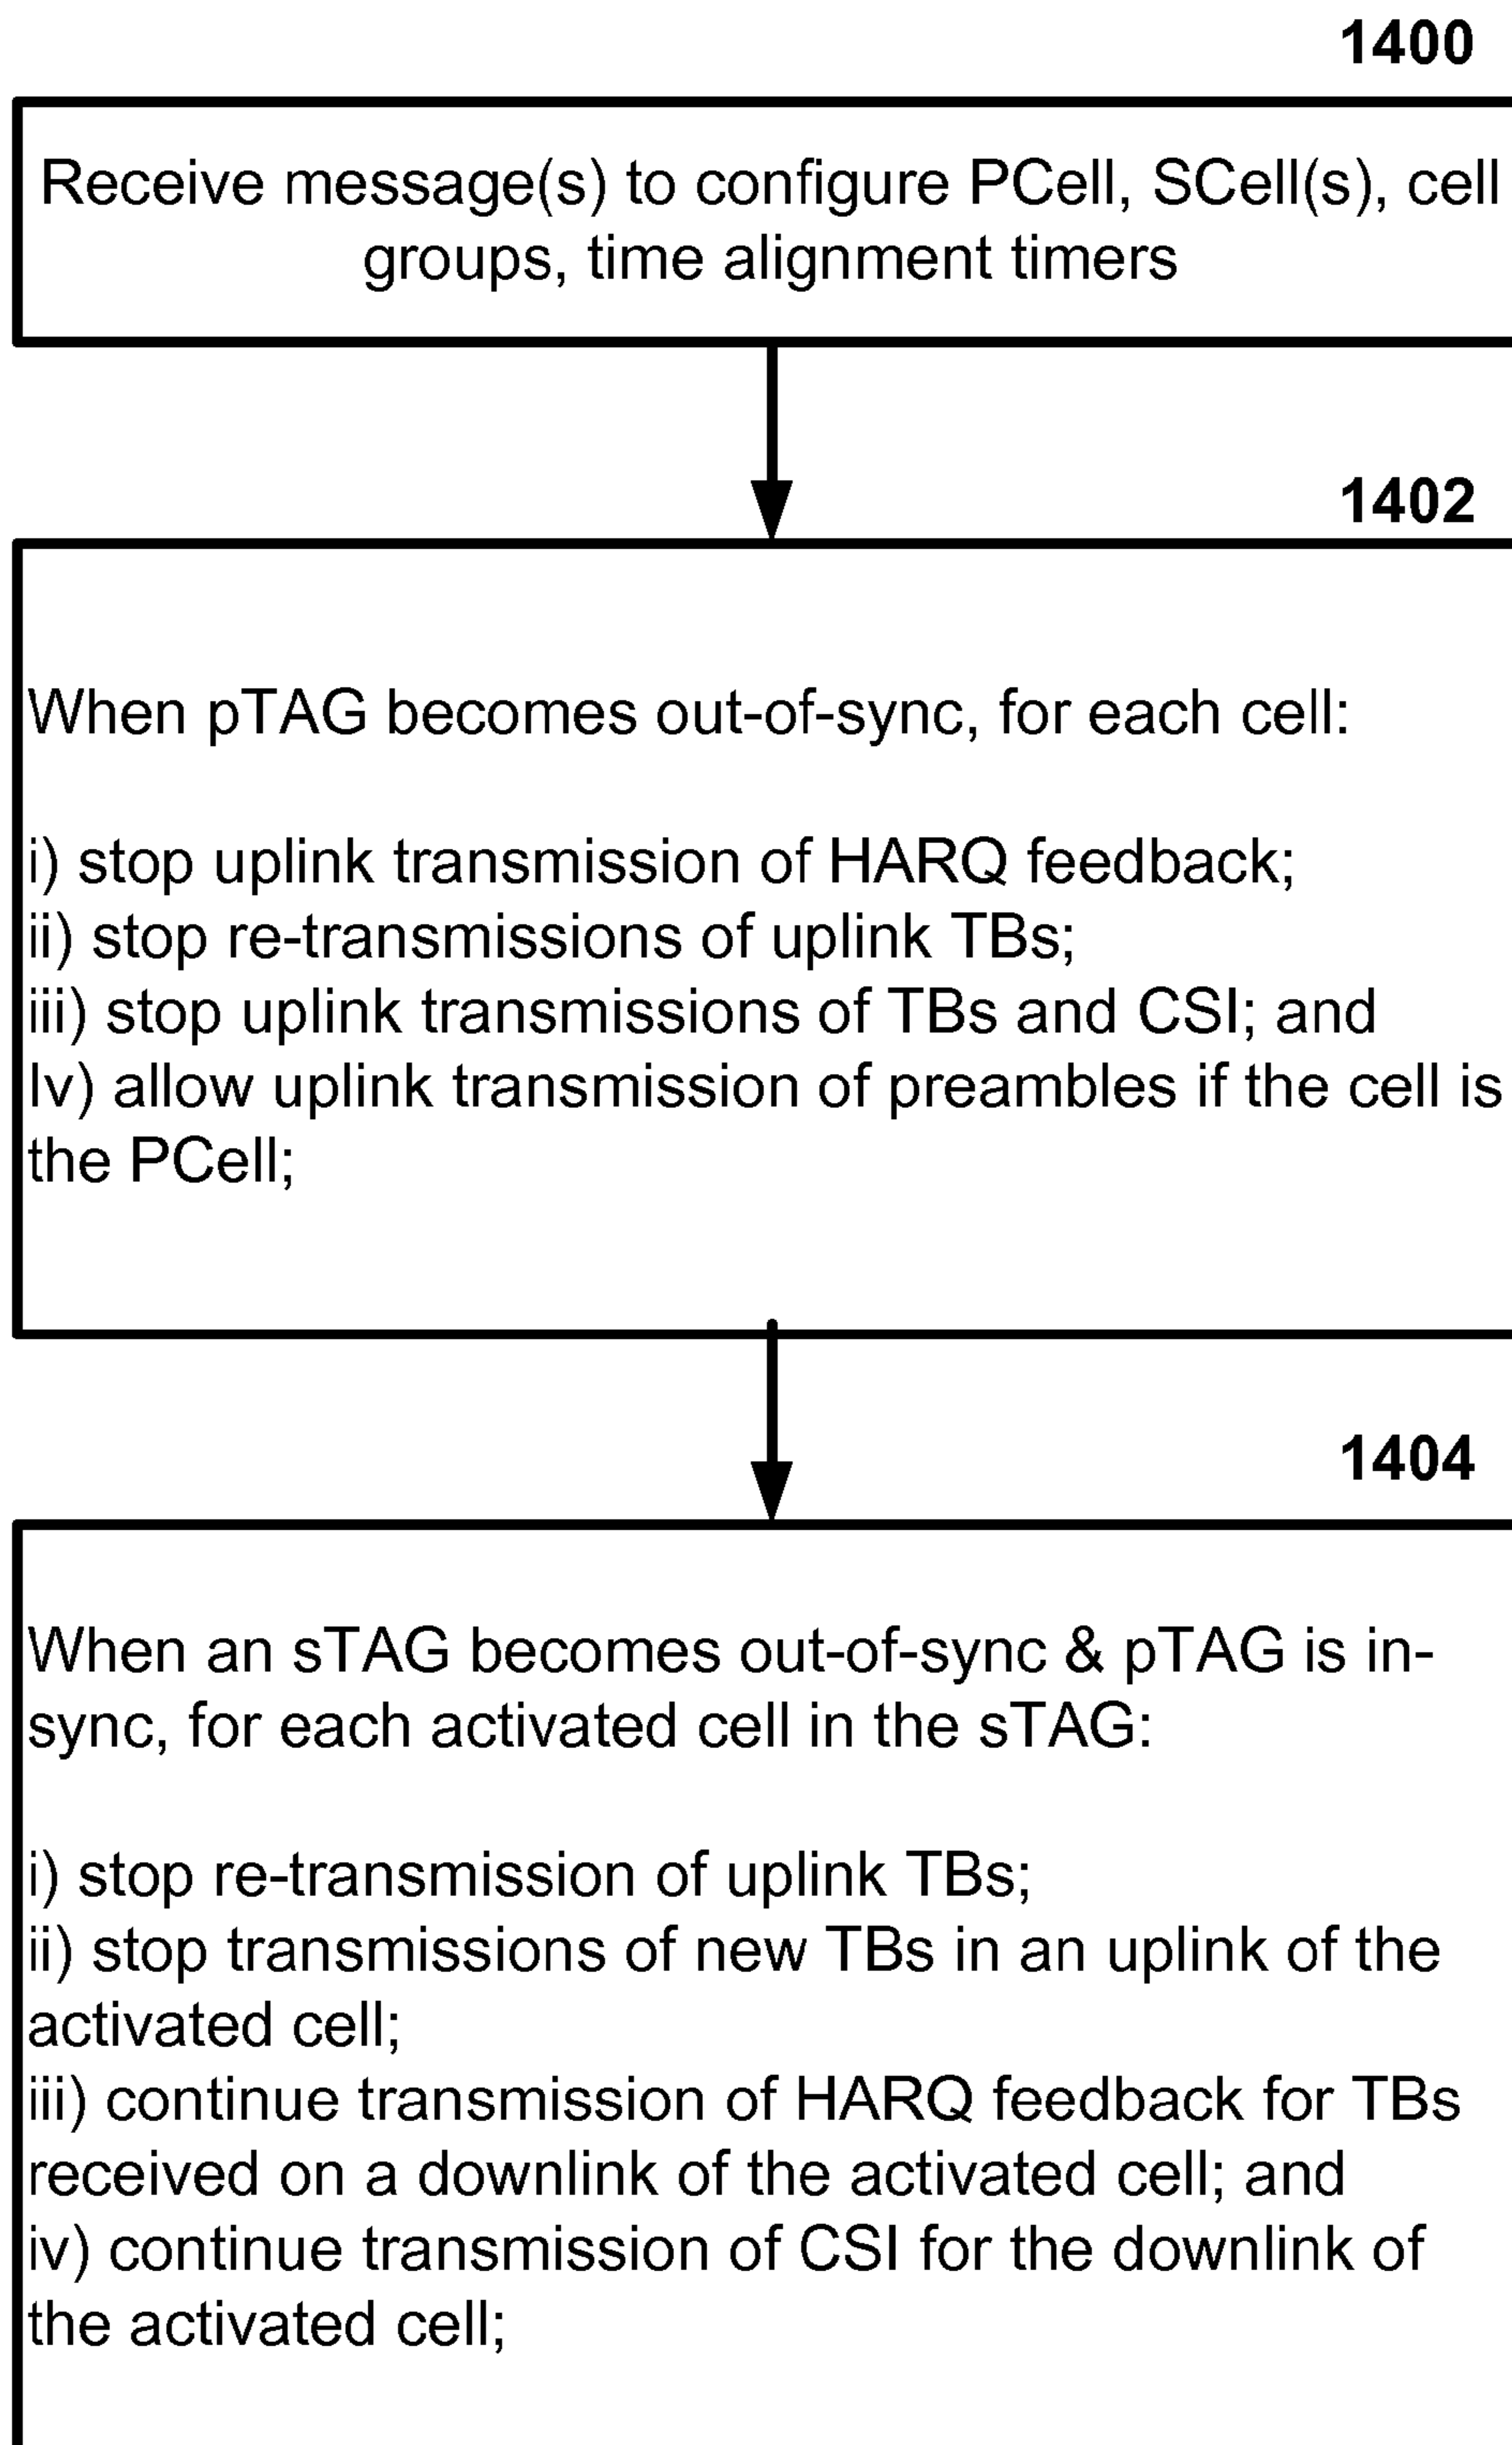 1400
Receive message(s) to configure PCell, SCell(s), cell
groups, time alignment timers
1402
When pTAG becomes out-of-sync, for each cell:
i) stop uplink transmission of HARQ feedback;
ii) stop re-transmissions of uplink TBs;
iii) stop uplink transmissions of TBs and CSI; and
Iv) allow uplink transmission of preambles if the cell is
the PCell;
1404
When an sTAG becomes out-of-sync & pTAG is in-
sync, for each activated cell in the sTAG:
i) stop re-transmission of uplink TBs;
ii) stop transmissions of new TBs in an uplink of the
activated cell;
iii) continue transmission of HARQ feedback for TBs
received on a downlink of the activated cell; and
iv) continue transmission of CSI for the downlink of
the activated cell;